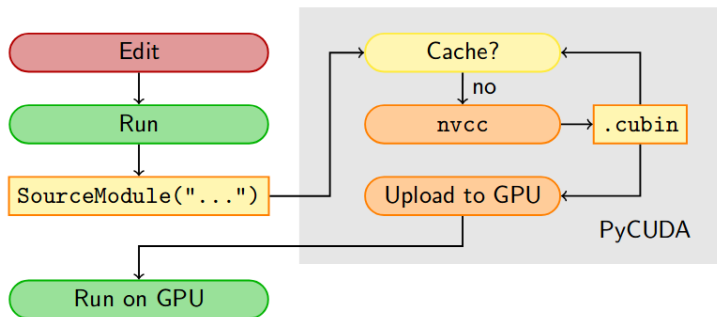 Edit
Cache?
no
Run
nvcc
.cubin
SourceModule("...")
Upload to GPU
PyCUDA
Run on GPU